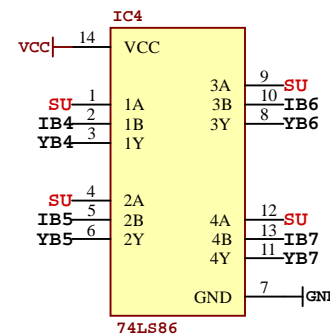 IC4
VCC 14 VCC
3A 9 SU
SU 1 1A 3B 10 IB6
IB4 2 1B 3Y 8 YB6
YB4 3 1Y
SU 4 2A 4A 12 SU
IB5 5 2B 4B 13 IB7
YB5 6 2Y 4Y 11 YB7
GND 7 GND
74LS86